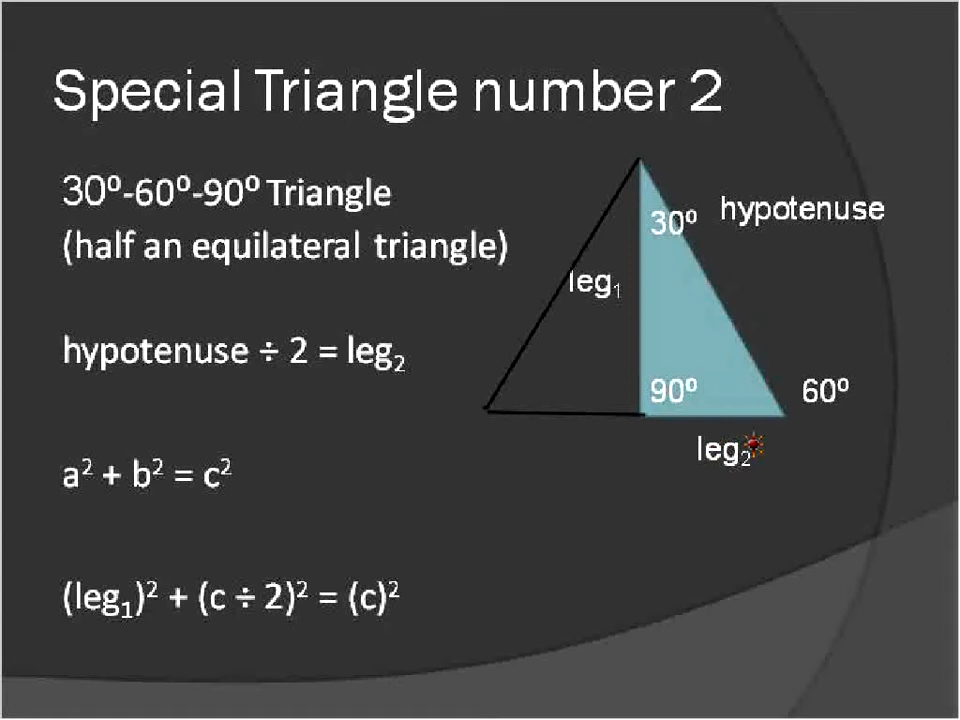 Special Triangle number 2
30⁰-60⁰-90⁰ Triangle
(half an equilateral triangle)
hypotenuse ÷ 2 = leg₂
a² + b² = c²
(leg₁)² + (c ÷ 2)² = (c)²
30⁰
hypotenuse
leg₁
90⁰
60⁰
leg₂